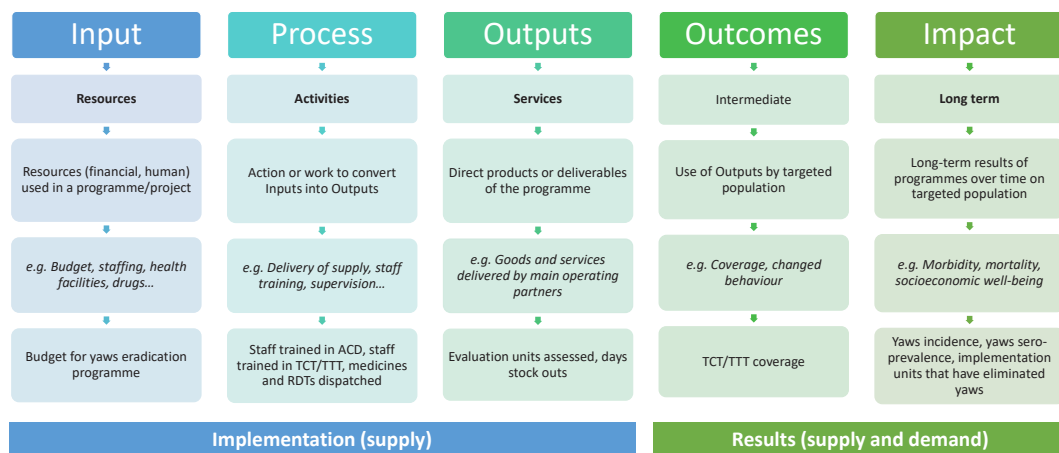 Input
Resources
Resources (financial, human)
used in a programme/project
e.g. Budget, staffing, health
facilities, drugs…
Budget for yaws eradication
programme
Process
Activities
Action or work to convert
Inputs into Outputs
e.g. Delivery of supply, staff
training, supervision…
Staff trained in ACD, staff
trained in TCT/TTT, medicines
and RDTs dispatched
Outputs
Services
Direct products or deliverables
of the programme
e.g. Goods and services
delivered by main operating
partners
Evaluation units assessed, days
stock outs
Outcomes
Intermediate
Use of Outputs by targeted
population
e.g. Coverage, changed
behaviour
TCT/TTT coverage
Impact
Long term
Long-term results of
programmes over time on
targeted population
e.g. Morbidity, mortality,
socioeconomic well-being
Yaws incidence, yaws sero-
prevalence, implementation
units that have eliminated
yaws
Implementation (supply)
Results (supply and demand)